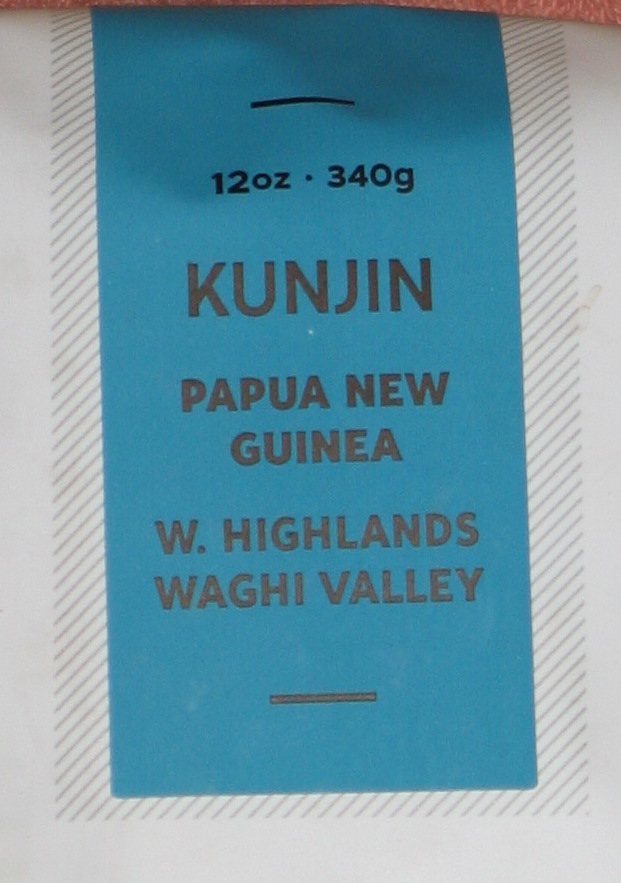 12oz · 340g
KUNJIN
PAPUA NEW
GUINEA
W. HIGHLANDS
WAGHI VALLEY